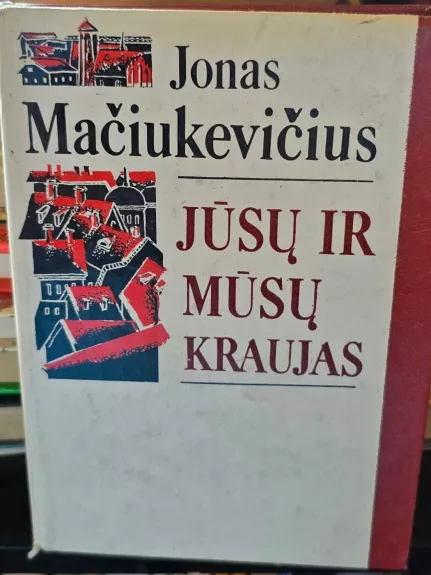 Jonas
Mačiukevičius
JŪSŲ IR
MŪSŲ
KRAUJAS